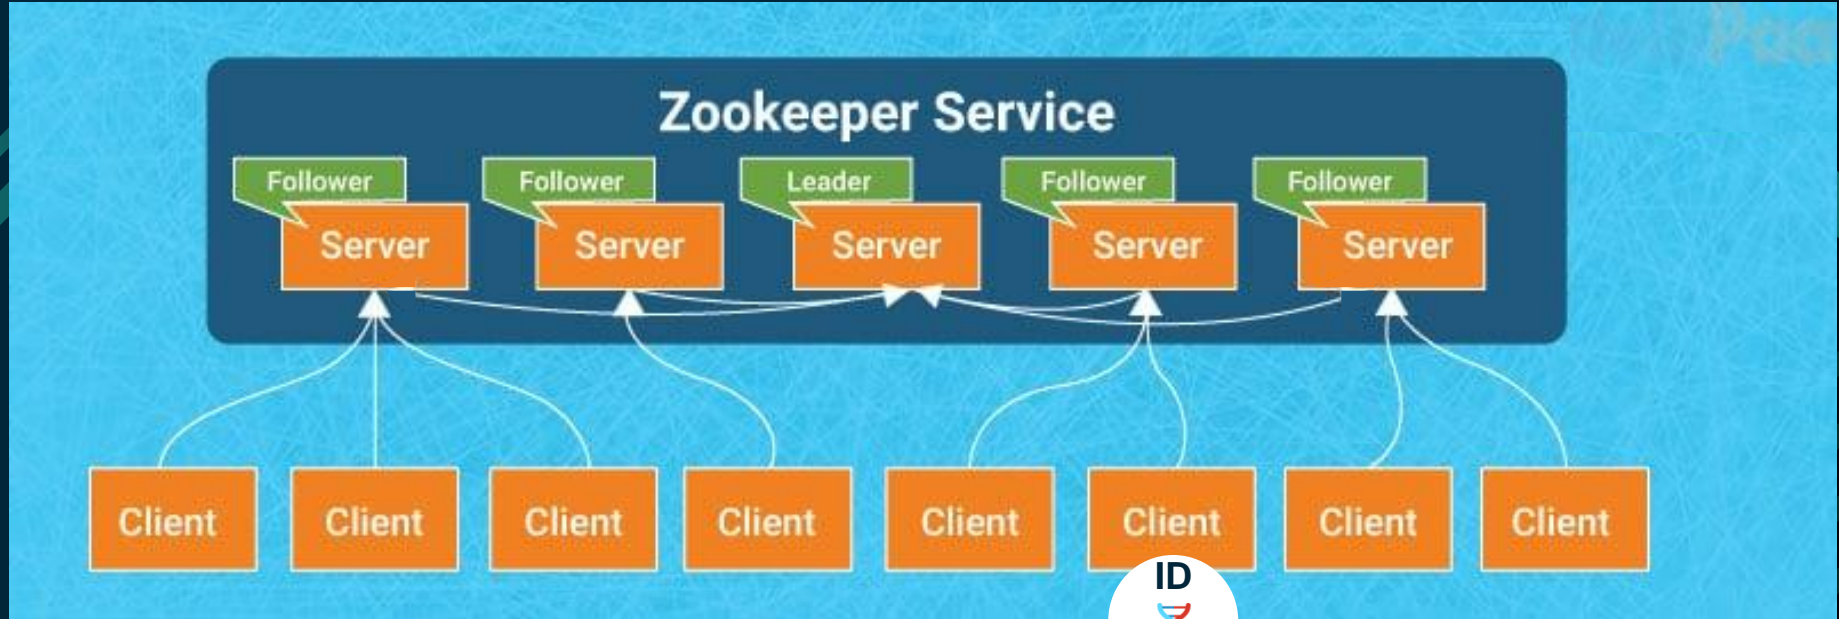 Zookeeper Service
Follower
Follower
Leader
Follower
Follower
Server
Server
Server
Server
Server
Client
Client
Client
Client
Client
Client
Client
Client
ID